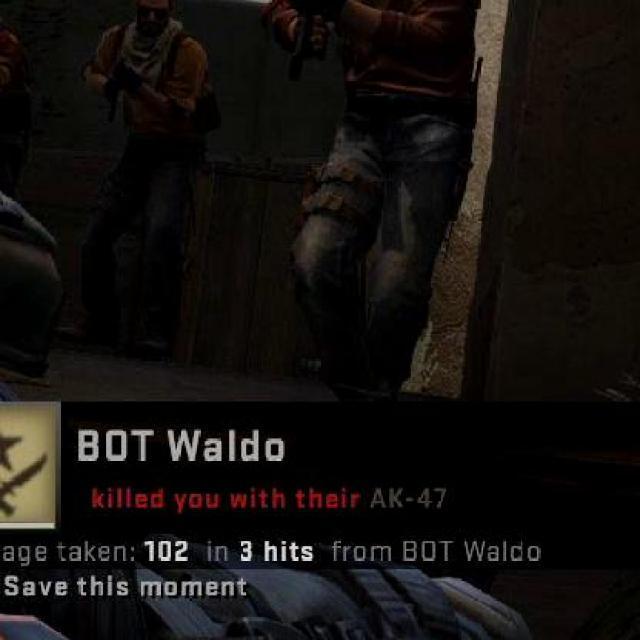 BOT Waldo
killed you with their AK-47
age taken: 102 in 3 hits from BOT Waldo
Save this moment